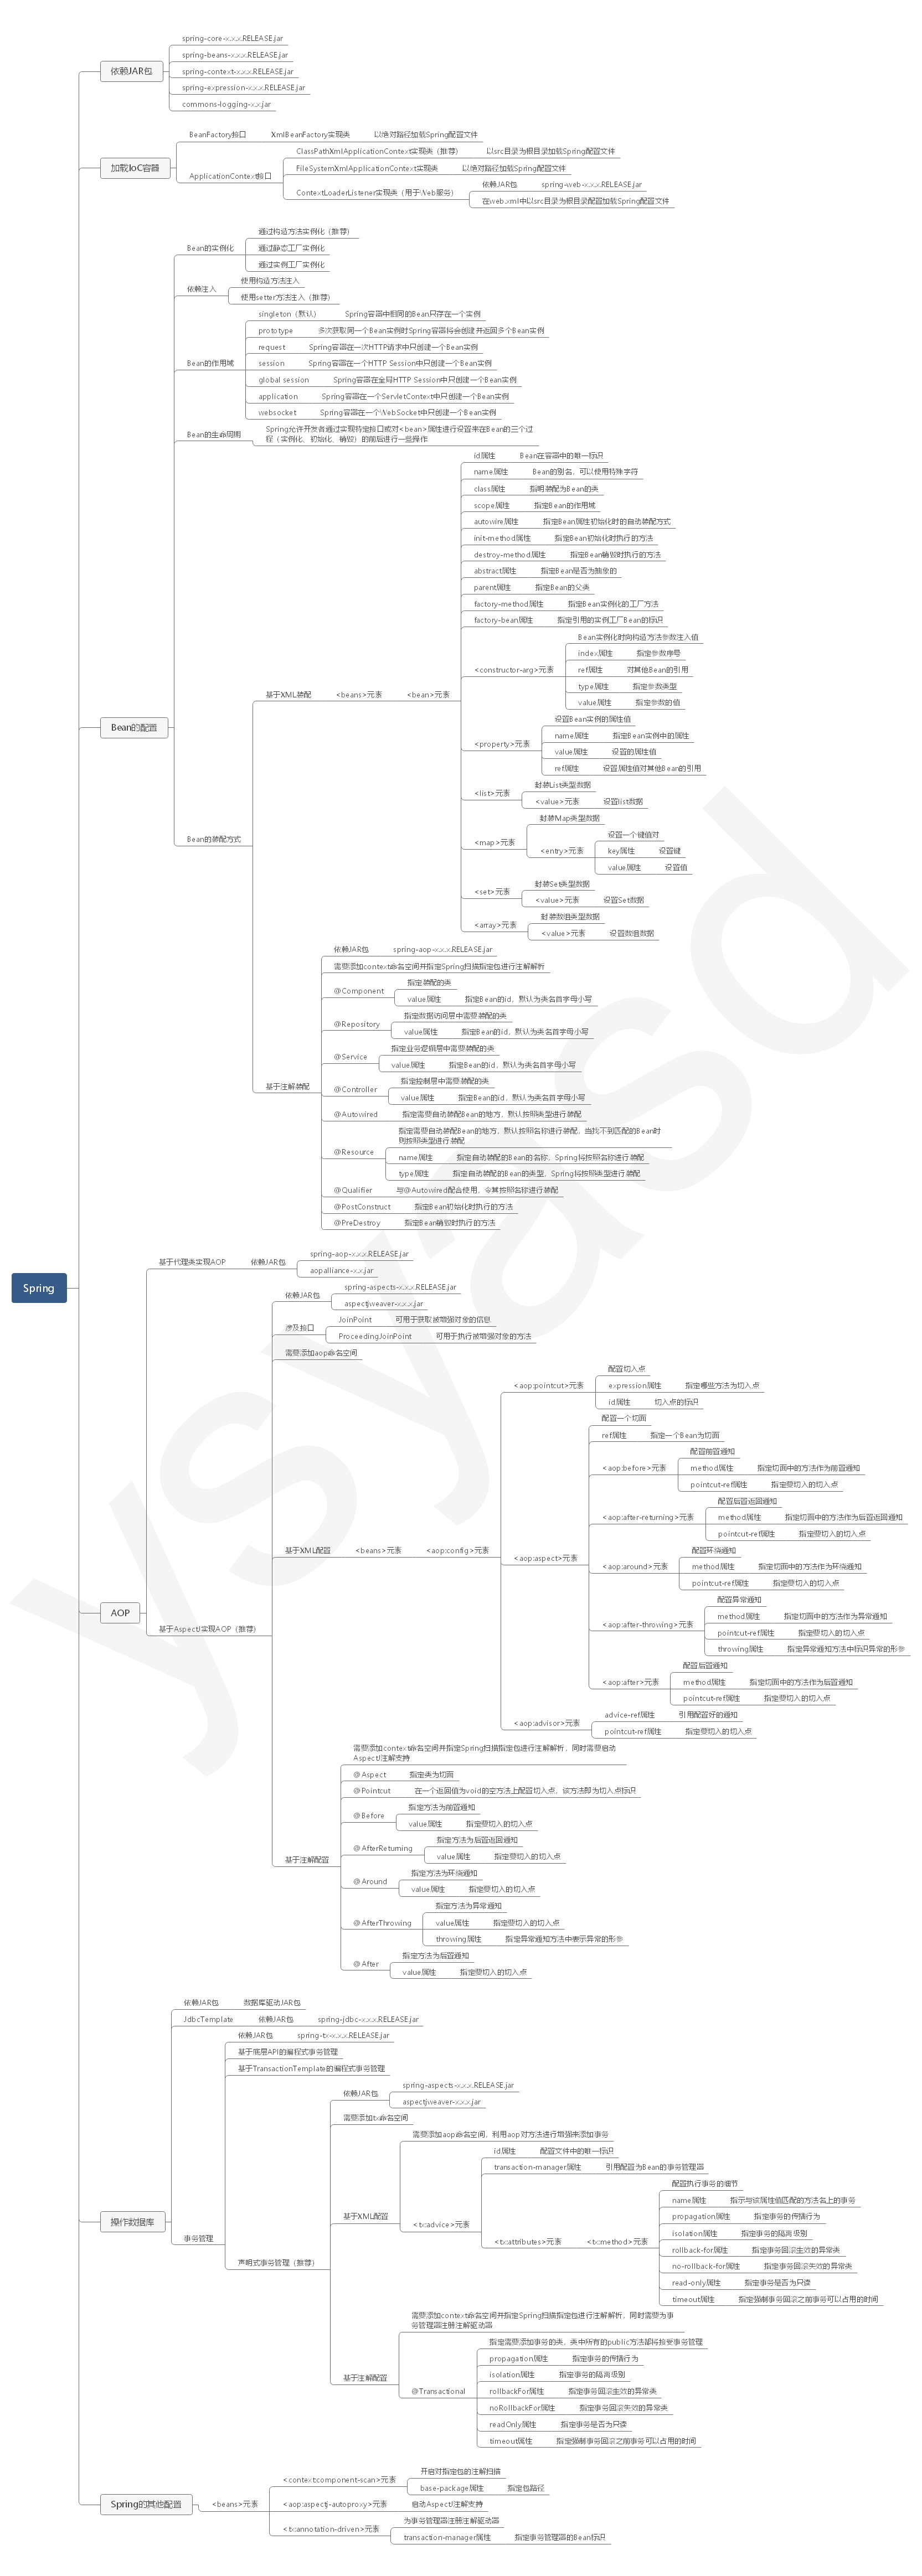 Spring
依赖JAR包
spring-core-x.x.x.RELEASE.jar
spring-beans-x.x.x.RELEASE.jar
spring-context-x.x.x.RELEASE.jar
spring-expression-x.x.x.RELEASE.jar
commons-logging-x.x.jar
加载IoC容器
BeanFactory接口 XmlBeanFactory实现类 以绝对路径加载Spring配置文件
ApplicationContext接口
ClassPathXmlApplicationContext实现类（推荐） 以src目录为根目录加载Spring配置文件
FileSystemXmlApplicationContext实现类 以绝对路径加载Spring配置文件
ContextLoaderListener实现类（用于Web服务）
依赖JAR包 spring-web-x.x.x.RELEASE.jar
在web.xml中以src目录为根目录配置加载Spring配置文件
Bean的配置
Bean的实例化
通过构造方法实例化（推荐）
通过静态工厂实例化
通过实例工厂实例化
依赖注入
使用构造方法注入
使用setter方法注入（推荐）
Bean的作用域
singleton（默认） Spring容器中相同的Bean只存在一个实例
prototype 多次获取同一个Bean实例时Spring容器将会创建并返回多个Bean实例
request Spring容器在一次HTTP请求中只创建一个Bean实例
session Spring容器在一个HTTP Session中只创建一个Bean实例
global session Spring容器在全局HTTP Session中只创建一个Bean实例
application Spring容器在一个ServletContext中只创建一个Bean实例
websocket Spring容器在一个WebSocket中只创建一个Bean实例
Bean的生命周期
Spring允许开发者通过实现特定接口或对<bean>属性进行设置来在Bean的三个过
程（实例化、初始化、销毁）的前后进行一些操作
Bean的装配方式
基于XML装配 <beans>元素 <bean>元素
id属性 Bean在容器中的唯一标识
name属性 Bean的别名，可以使用特殊字符
class属性 指明装配为Bean的类
scope属性 指定Bean的作用域
autowire属性 指定Bean属性初始化时的自动装配方式
init-method属性 指定Bean初始化时执行的方法
destroy-method属性 指定Bean销毁时执行的方法
abstract属性 指定Bean是否为抽象的
parent属性 指定Bean的父类
factory-method属性 指定Bean实例化的工厂方法
factory-bean属性 指定引用的实例工厂Bean的标识
<constructor-arg>元素
Bean实例化时向构造方法参数注入值
index属性 指定参数序号
ref属性 对其他Bean的引用
type属性 指定参数类型
value属性 指定参数的值
<property>元素
设置Bean实例的属性值
name属性 指定Bean实例中的属性
value属性 设置的属性值
ref属性 设置属性值对其他Bean的引用
<list>元素
封装List类型数据
<value>元素 设置list数据
<map>元素
封装Map类型数据
<entry>元素
设置一个键值对
key属性 设置键
value属性 设置值
<set>元素
封装Set类型数据
<value>元素 设置Set数据
<array>元素
封装数组类型数据
<value>元素 设置数组数据
基于注解装配
依赖JAR包 spring-aop-x.x.x.RELEASE.jar
需要添加context命名空间并指定Spring扫描指定包进行注解解析
@Component
指定装配的类
value属性 指定Bean的id，默认为类名首字母小写
@Repository
指定数据访问层中需要装配的类
value属性 指定Bean的id，默认为类名首字母小写
@Service
指定业务逻辑层中需要装配的类
value属性 指定Bean的id，默认为类名首字母小写
@Controller
指定控制层中需要装配的类
value属性 指定Bean的id，默认为类名首字母小写
@Autowired 指定需要自动装配Bean的地方，默认按照类型进行装配
@Resource
指定需要自动装配Bean的地方，默认按照名称进行装配，当找不到匹配的Bean时
则按照类型进行装配
name属性 指定自动装配的Bean的名称，Spring将按照名称进行装配
type属性 指定自动装配的Bean的类型，Spring将按照类型进行装配
@Qualifier 与@Autowired配合使用，令其按照名称进行装配
@PostConstruct 指定Bean初始化时执行的方法
@PreDestroy 指定Bean销毁时执行的方法
AOP
基于代理类实现AOP 依赖JAR包
spring-aop-x.x.x.RELEASE.jar
aopalliance-x.x.jar
基于AspectJ实现AOP（推荐）
依赖JAR包
spring-aspects-x.x.x.RELEASE.jar
aspectjweaver-x.x.x.jar
涉及接口
JoinPoint 可用于获取被增强对象的信息
ProceedingJoinPoint 可用于执行被增强对象的方法
需要添加aop命名空间
基于XML配置 <beans>元素 <aop:config>元素
<aop:pointcut>元素
配置切入点
expression属性 指定哪些方法为切入点
id属性 切入点的标识
<aop:aspect>元素
配置一个切面
ref属性 指定一个Bean为切面
<aop:before>元素
配置前置通知
method属性 指定切面中的方法作为前置通知
pointcut-ref属性 指定要切入的切入点
<aop:after-returning>元素
配置后置返回通知
method属性 指定切面中的方法作为后置返回通知
pointcut-ref属性 指定要切入的切入点
<aop:around>元素
配置环绕通知
method属性 指定切面中的方法作为环绕通知
pointcut-ref属性 指定要切入的切入点
<aop:after-throwing>元素
配置异常通知
method属性 指定切面中的方法作为异常通知
pointcut-ref属性 指定要切入的切入点
throwing属性 指定异常通知方法中标识异常的形参
<aop:after>元素
配置后置通知
method属性 指定切面中的方法作为后置通知
pointcut-ref属性 指定要切入的切入点
<aop:advisor>元素
advice-ref属性 引用配置好的通知
pointcut-ref属性 指定要切入的切入点
基于注解配置
需要添加context命名空间并指定Spring扫描指定包进行注解解析，同时需要启动
AspectJ注解支持
@Aspect 指定类为切面
@Pointcut 在一个返回值为void的空方法上配置切入点，该方法即为切入点标识
@Before
指定方法为前置通知
value属性 指定要切入的切入点
@AfterReturning
指定方法为后置返回通知
value属性 指定要切入的切入点
@Around
指定方法为环绕通知
value属性 指定要切入的切入点
@AfterThrowing
指定方法为异常通知
value属性 指定要切入的切入点
throwing属性 指定异常通知方法中表示异常的形参
@After
指定方法为后置通知
value属性 指定要切入的切入点
操作数据库
依赖JAR包 数据库驱动JAR包
JdbcTemplate 依赖JAR包 spring-jdbc-x.x.x.RELEASE.jar
事务管理
依赖JAR包 spring-tx-x.x.x.RELEASE.jar
基于底层API的编程式事务管理
基于TransactionTemplate的编程式事务管理
声明式事务管理（推荐）
依赖JAR包
spring-aspects-x.x.x.RELEASE.jar
aspectjweaver-x.x.x.jar
需要添加tx命名空间
基于XML配置
需要添加aop命名空间，利用aop对方法进行增强来添加事务
<tx:advice>元素
id属性 配置文件中的唯一标识
transaction-manager属性 引用配置为Bean的事务管理器
<tx:attributes>元素 <tx:method>元素
配置执行事务的细节
name属性 指示与该属性值匹配的方法名上的事务
propagation属性 指定事务的传播行为
isolation属性 指定事务的隔离级别
rollback-for属性 指定事务回滚生效的异常类
no-rollback-for属性 指定事务回滚失效的异常类
read-only属性 指定事务是否为只读
timeout属性 指定强制事务回滚之前事务可以占用的时间
基于注解配置
需要添加context命名空间并指定Spring扫描指定包进行注解解析，同时需要为事
务管理器注册注解驱动器
@Transactional
指定需要添加事务的类，类中所有的public方法都将接受事务管理
propagation属性 指定事务的传播行为
isolation属性 指定事务的隔离级别
rollbackFor属性 指定事务回滚生效的异常类
noRollbackFor属性 指定事务回滚失效的异常类
readOnly属性 指定事务是否为只读
timeout属性 指定强制事务回滚之前事务可以占用的时间
Spring的其他配置
<beans>元素
<context:component-scan>元素
开启对指定包的注解扫描
base-package属性 指定包路径
<aop:aspectj-autoproxy>元素 启动AspectJ注解支持
<tx:annotation-driven>元素
为事务管理器注册注解驱动器
transaction-manager属性 指定事务管理器的Bean标识
ysyasd